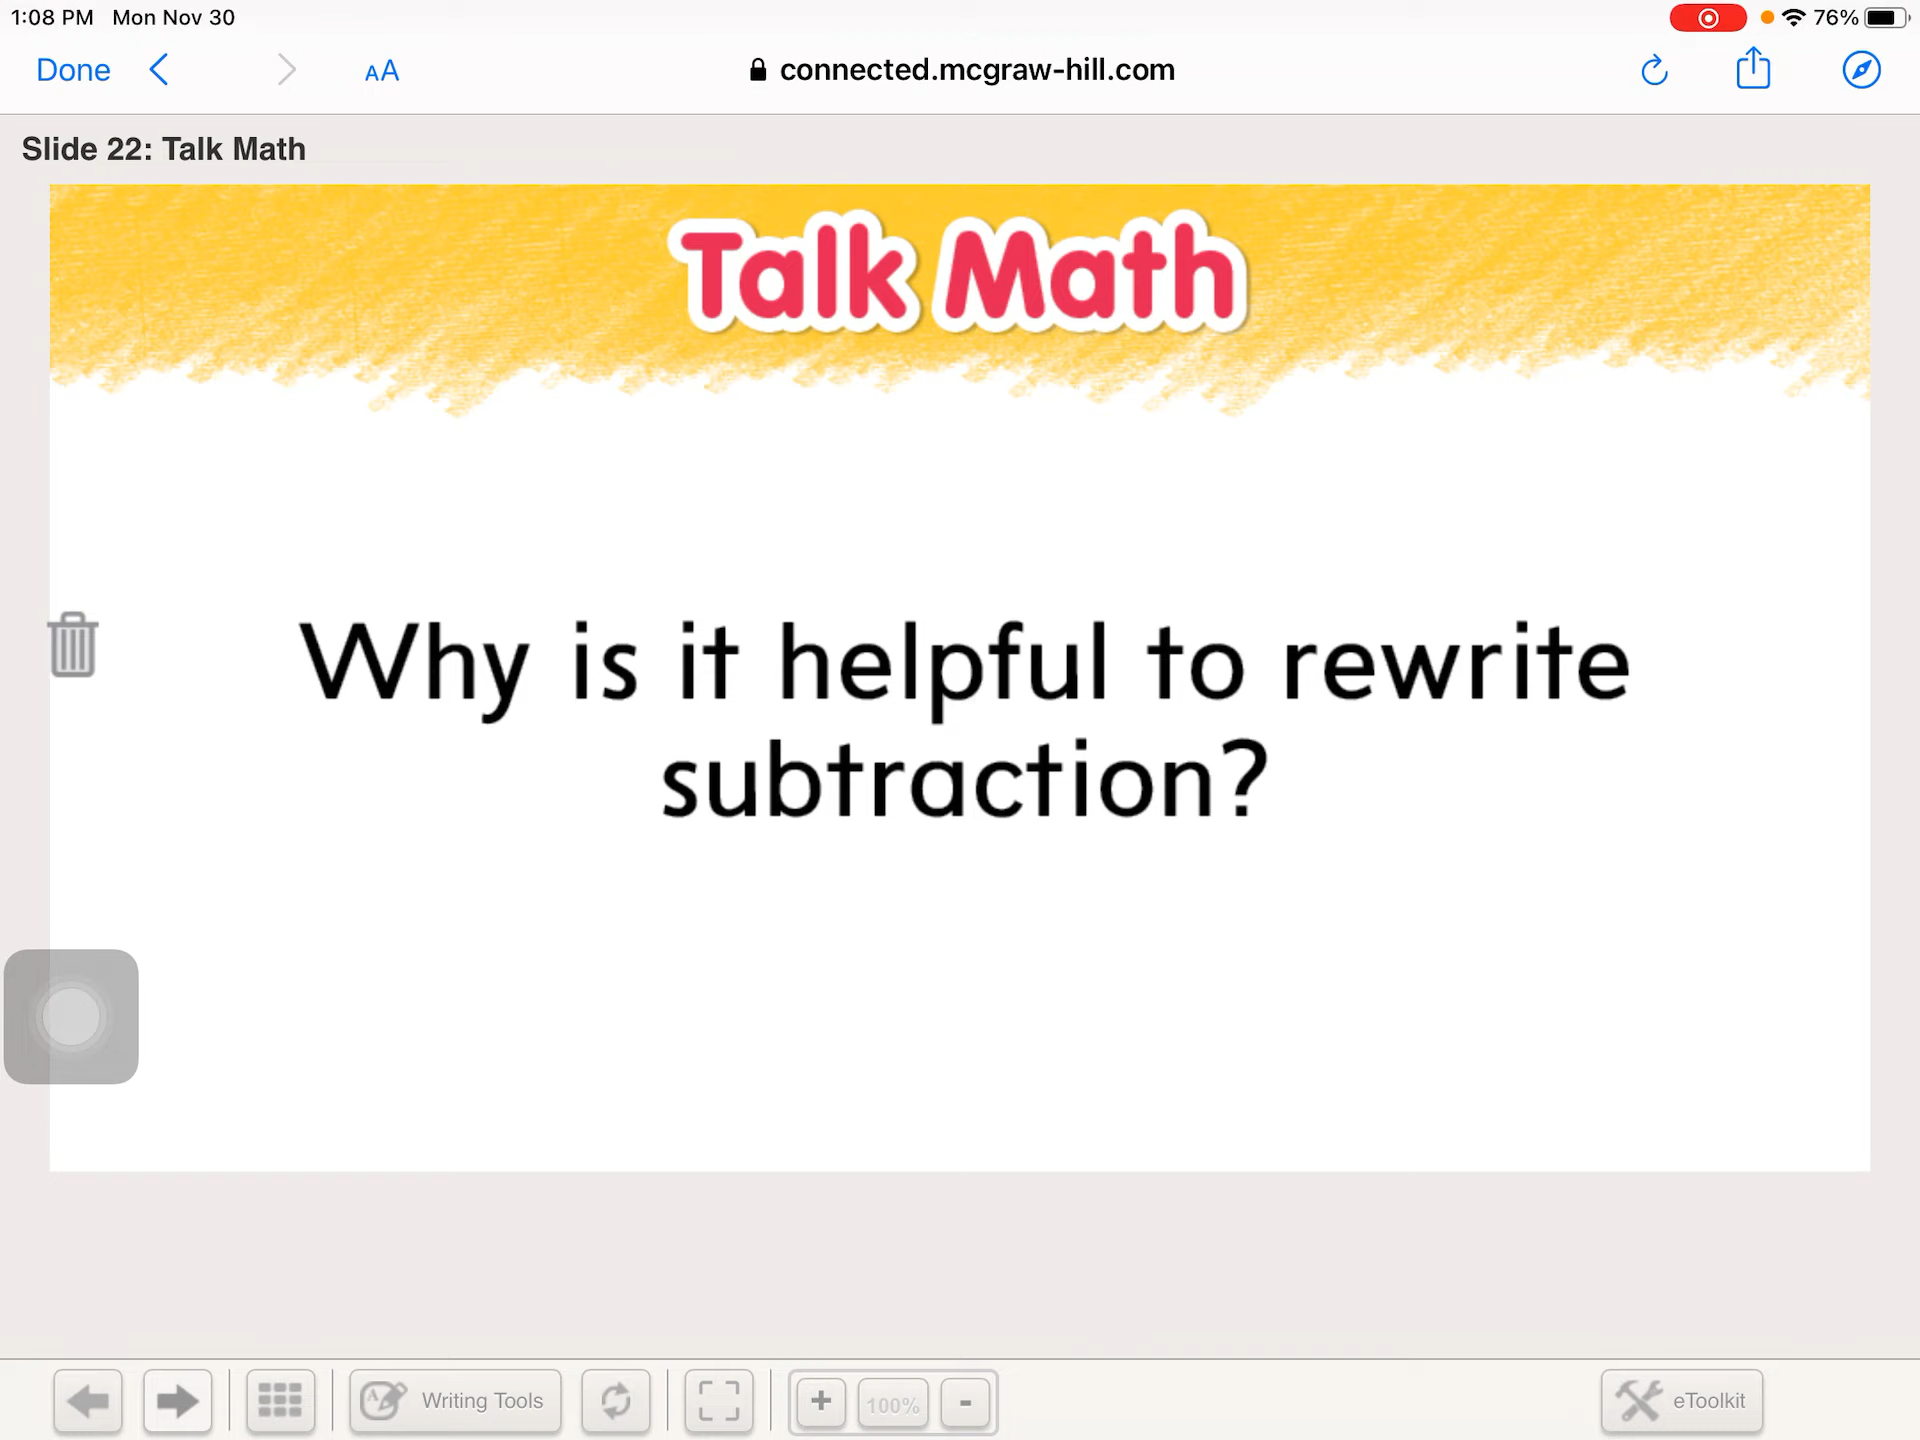 1:08 PM Mon Nov 30
76%
Done
AA
connected.mcgraw-hill.com
Slide 22: Talk Math
Talk Math
Why is it helpful to rewrite
subtraction?
Writing Tools
+
100%
-
eToolkit